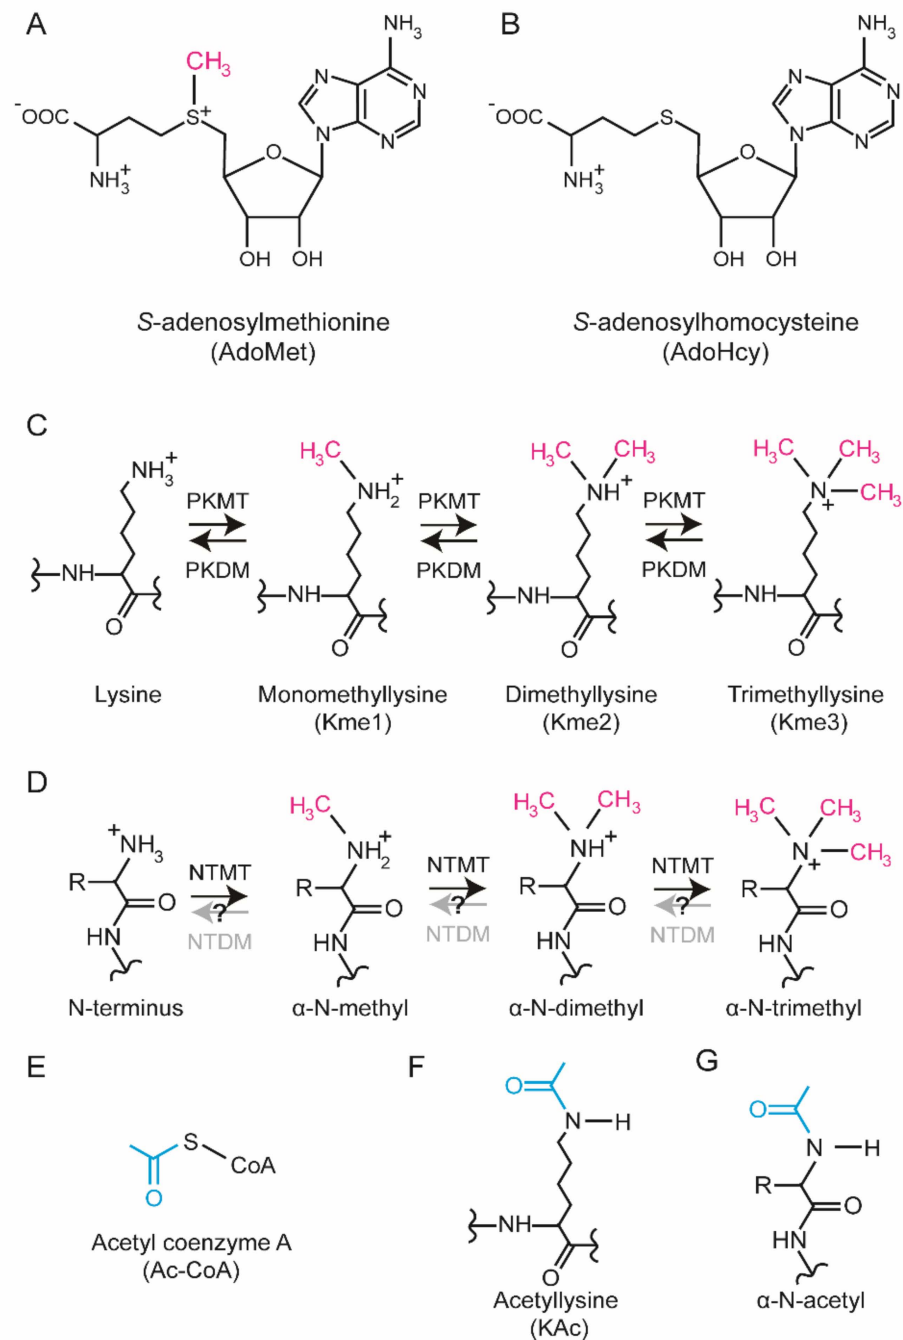 A
B
NH3
CH3
N
N
N
N
N
-OOC
S+
O
NH3+
OH OH
S-adenosylmethionine
(AdoMet)
NH3
N
N
N
N
N
-OOC
S
O
NH3+
OH OH
S-adenosylhomocysteine
(AdoHcy)
C
NH3+
NH
O
Lysine
PKMT
PKDM
H3C
NH2+
NH
O
Monomethyllysine
(Kme1)
PKMT
PKDM
H3C CH3
NH+
NH
O
Dimethyllysine
(Kme2)
PKMT
PKDM
H3C CH3
N+ CH3
NH
O
Trimethyllysine
(Kme3)
D
+NH3
R
O
HN
N-terminus
NTMT
?
NTDM
H3C
NH2+
R
O
HN
α-N-methyl
NTMT
?
NTDM
H3C CH3
NH+
R
O
HN
α-N-dimethyl
NTMT
?
NTDM
H3C CH3
N+ CH3
R
O
HN
α-N-trimethyl
E
S
CoA
O
Acetyl coenzyme A
(Ac-CoA)
F
O
N H
NH
O
Acetyllysine
(KAc)
G
O
N H
R
O
HN
α-N-acetyl